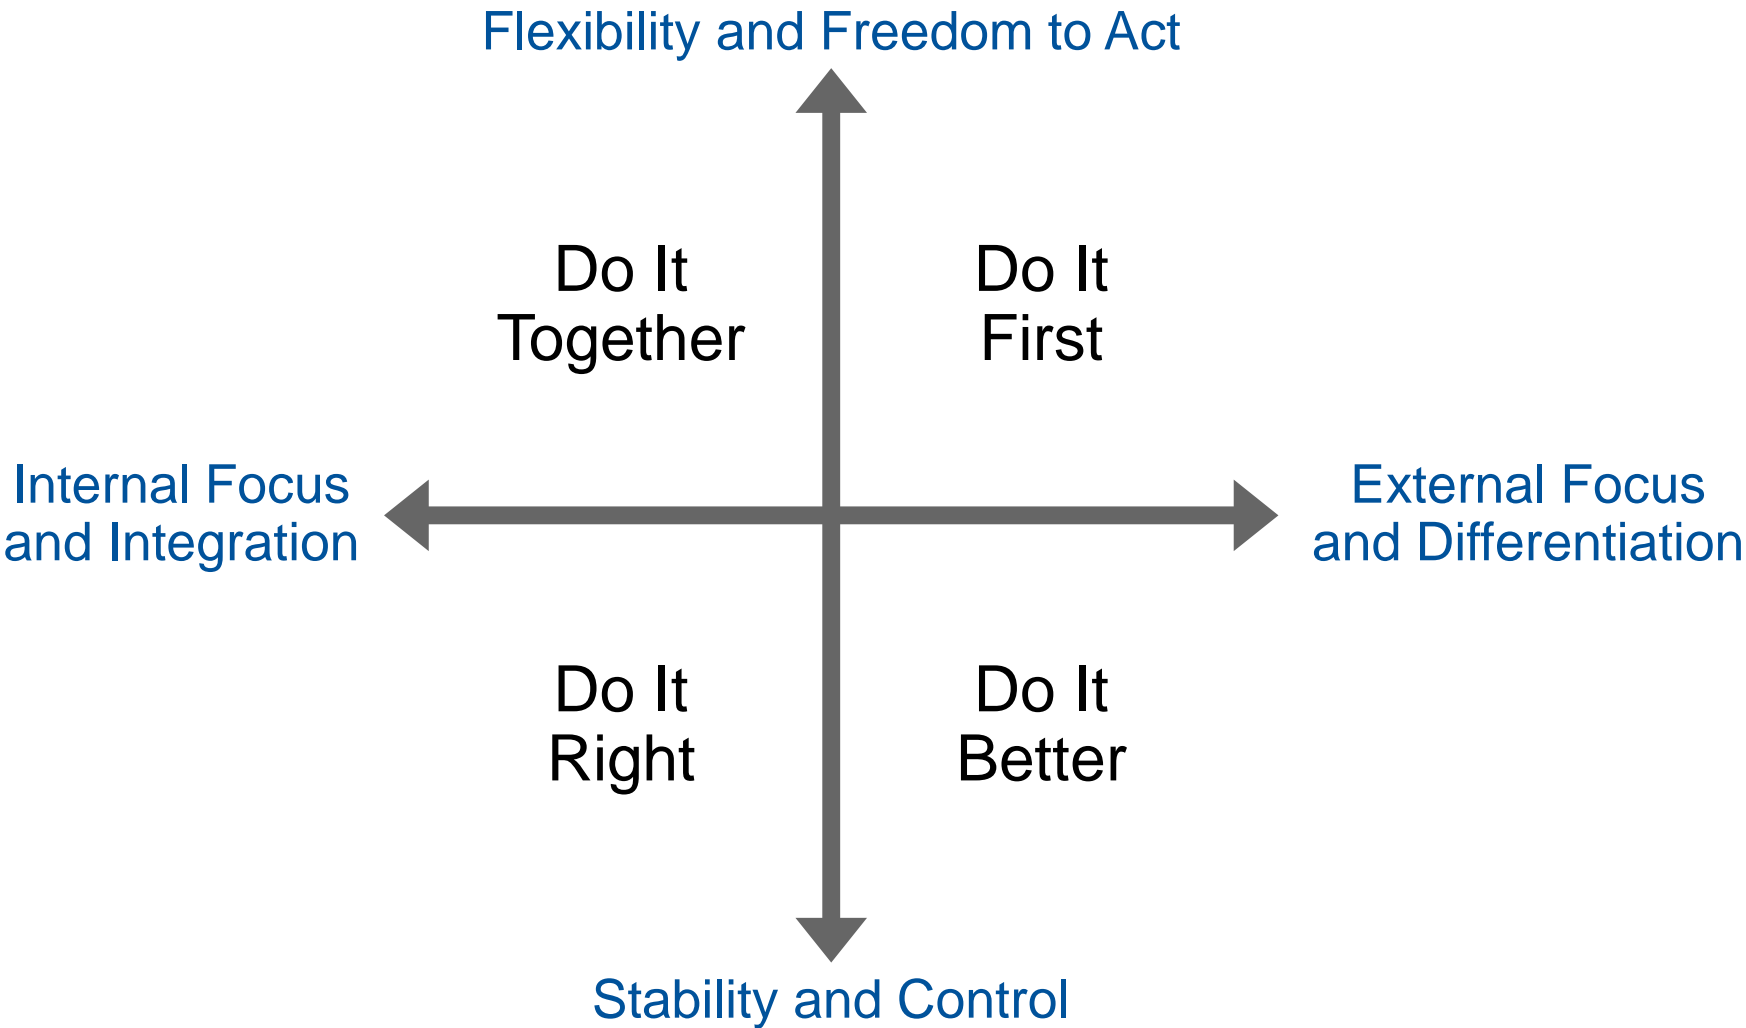 Flexibility and Freedom to Act
Do It
Together
Do It
First
Internal Focus
and Integration
External Focus
and Differentiation
Do It
Right
Do It
Better
Stability and Control